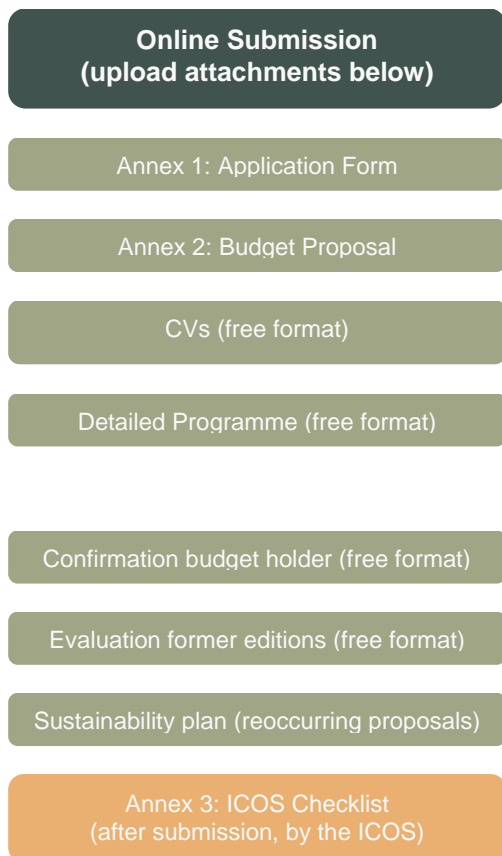 Online Submission
(upload attachments below)
Annex 1: Application Form
Annex 2: Budget Proposal
CVs (free format)
Detailed Programme (free format)
Confirmation budget holder (free format)
Evaluation former editions (free format)
Sustainability plan (reoccurring proposals)
Annex 3: ICOS Checklist
(after submission, by the ICOS)